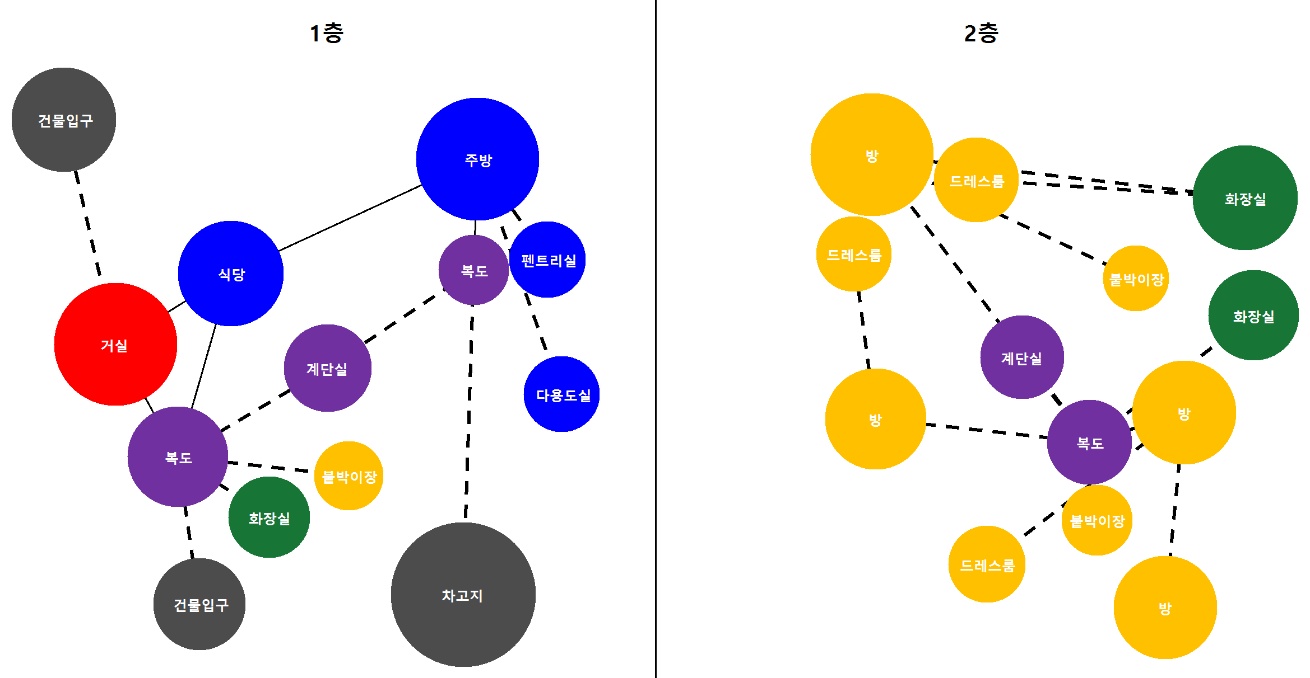 1층
건물입구
주방
식당
복도
펜트리실
거실
계단실
다용도실
복도
붙박이장
화장실
건물입구
차고지
2층
방
드레스룸
화장실
드레스룸
붙박이장
화장실
계단실
방
복도
방
붙박이장
드레스룸
방